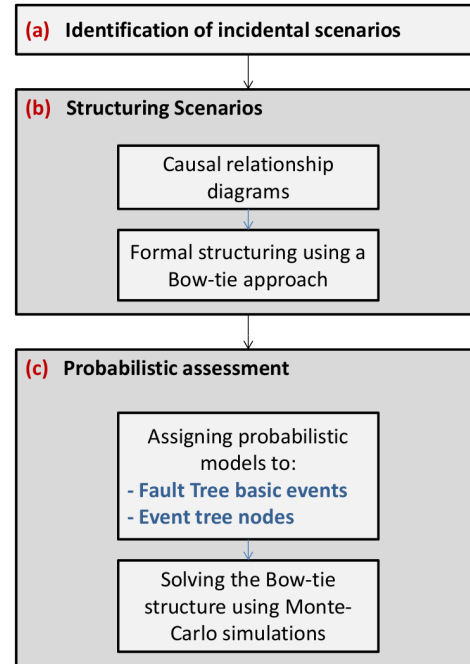 (a) Identification of incidental scenarios
(b) Structuring Scenarios
Causal relationship
diagrams
Formal structuring using a
Bow-tie approach
(c) Probabilistic assessment
Assigning probabilistic
models to:
- Fault Tree basic events
- Event tree nodes
Solving the Bow-tie
structure using Monte-
Carlo simulations